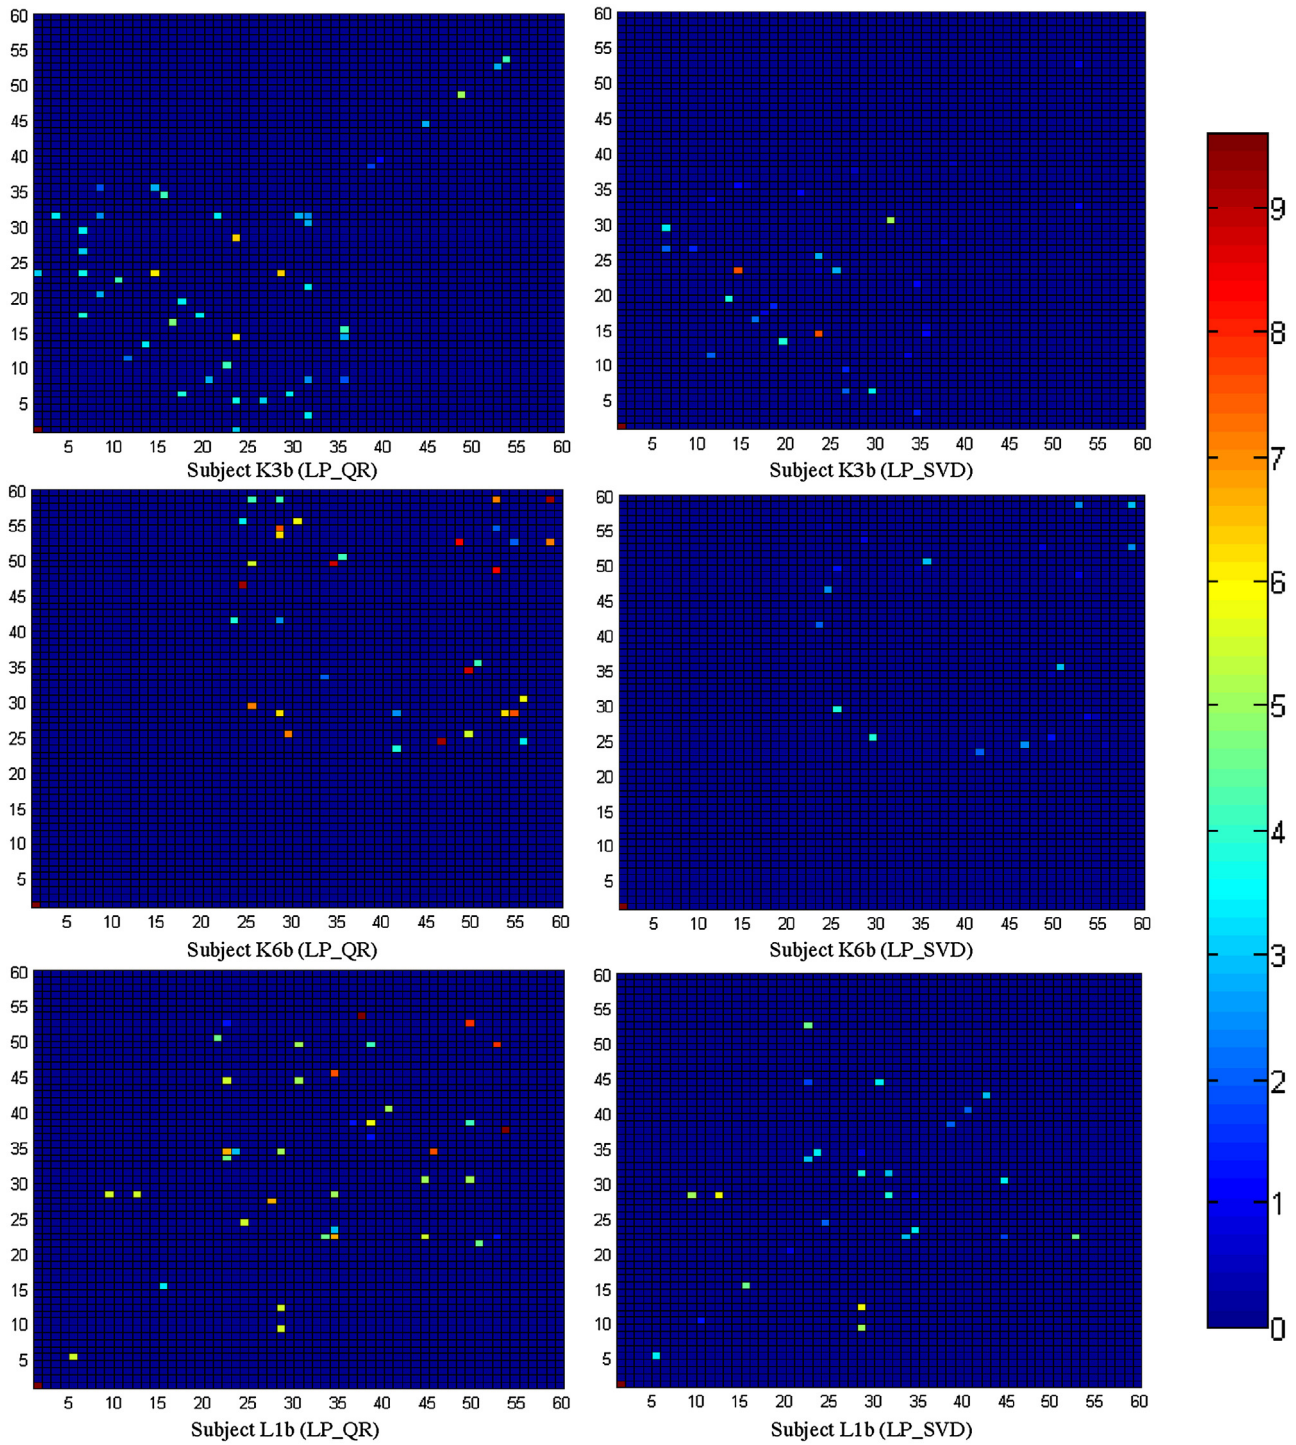 60 55 50 45 40 35 30 25 20 15 10 5
5 10 15 20 25 30 35 40 45 50 55 60
Subject K3b (LP_QR)
60 55 50 45 40 35 30 25 20 15 10 5
5 10 15 20 25 30 35 40 45 50 55 60
Subject K3b (LP_SVD)
60 55 50 45 40 35 30 25 20 15 10 5
5 10 15 20 25 30 35 40 45 50 55 60
Subject K6b (LP_QR)
60 55 50 45 40 35 30 25 20 15 10 5
5 10 15 20 25 30 35 40 45 50 55 60
Subject K6b (LP_SVD)
60 55 50 45 40 35 30 25 20 15 10 5
5 10 15 20 25 30 35 40 45 50 55 60
Subject L1b (LP_QR)
60 55 50 45 40 35 30 25 20 15 10 5
5 10 15 20 25 30 35 40 45 50 55 60
Subject L1b (LP_SVD)
9
8
7
6
5
4
3
2
1
0